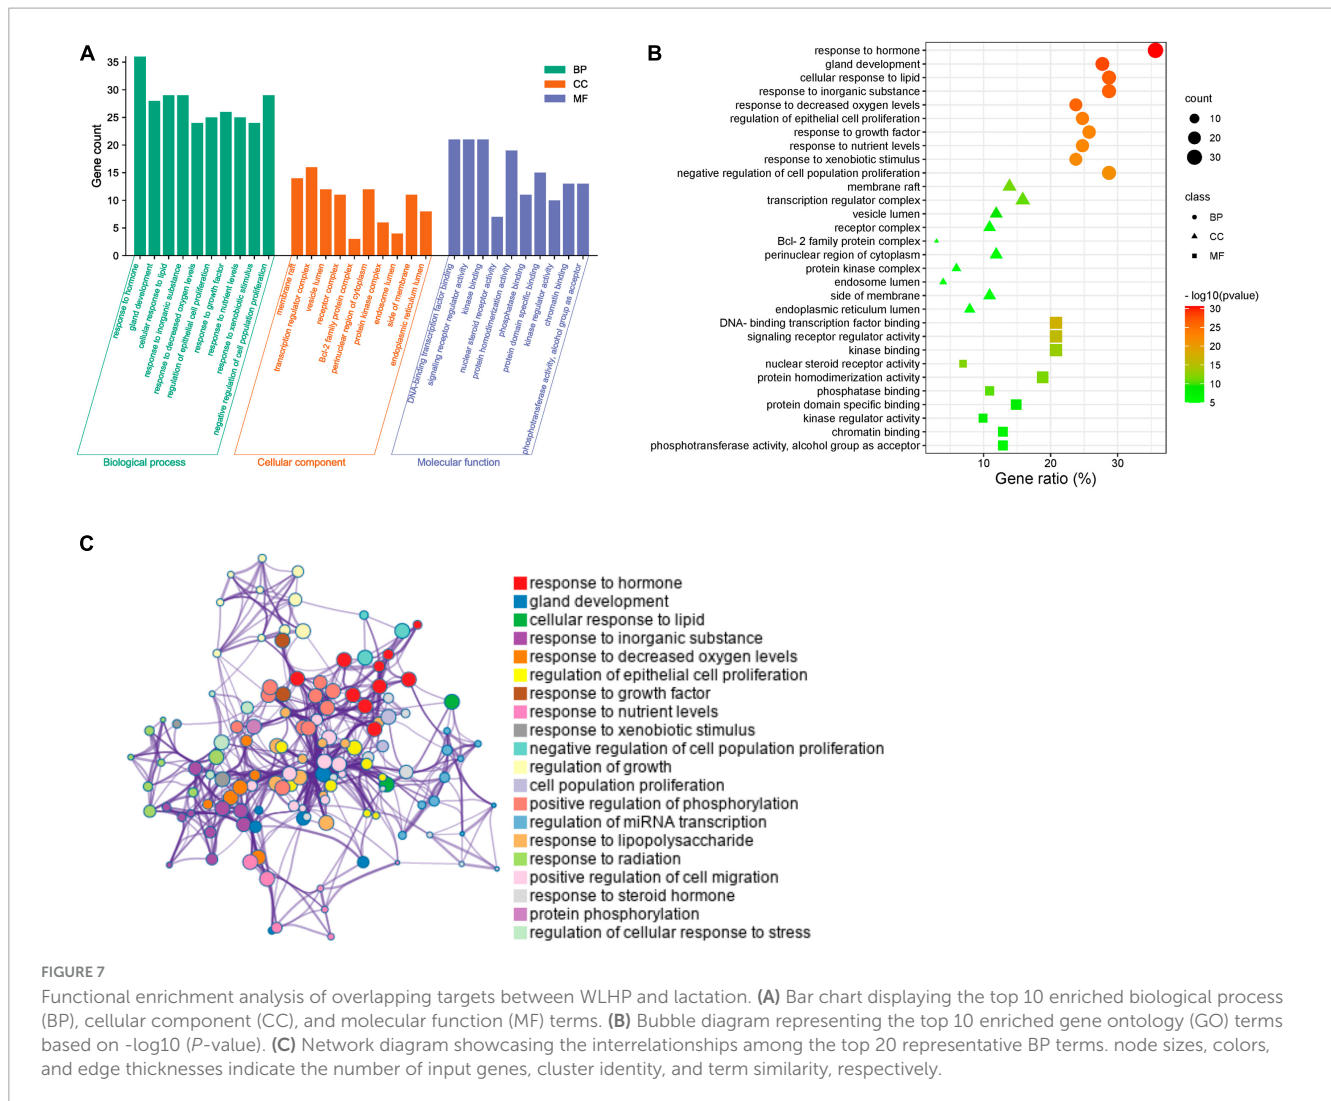 A
Gene count
35
30
25
20
15
10
5
0
BP
CC
MF
response to hormone
gland development
cellular response to lipid
response to inorganic substance
response to decreased oxygen levels
regulation of epithelial cell proliferation
response to growth factor
response to nutrient levels
response to xenobiotic stimulus
negative regulation of cell population proliferation
membrane raft
transcription regulator complex
vesicle lumen
receptor complex
Bcl-2 family protein complex
perinuclear region of cytoplasm
protein kinase complex
endosome lumen
side of membrane
endoplasmic reticulum lumen
DNA-binding transcription factor binding
signaling receptor regulator activity
kinase binding
nuclear steroid receptor activity
protein homodimerization activity
phosphatase binding
protein domain specific binding
kinase regulator activity
chromatin binding
phosphotransferase activity, alcohol group as acceptor
Biological process
Cellular component
Molecular function
B
response to hormone
gland development
cellular response to lipid
response to inorganic substance
response to decreased oxygen levels
regulation of epithelial cell proliferation
response to growth factor
response to nutrient levels
response to xenobiotic stimulus
negative regulation of cell population proliferation
membrane raft
transcription regulator complex
vesicle lumen
receptor complex
Bcl- 2 family protein complex
perinuclear region of cytoplasm
protein kinase complex
endosome lumen
side of membrane
endoplasmic reticulum lumen
DNA- binding transcription factor binding
signaling receptor regulator activity
kinase binding
nuclear steroid receptor activity
protein homodimerization activity
phosphatase binding
protein domain specific binding
kinase regulator activity
chromatin binding
phosphotransferase activity, alcohol group as acceptor
10
20
30
Gene ratio (%)
count
10
20
30
class
BP
CC
MF
- log10(pvalue)
30
25
20
15
10
5
C
response to hormone
gland development
cellular response to lipid
response to inorganic substance
response to decreased oxygen levels
regulation of epithelial cell proliferation
response to growth factor
response to nutrient levels
response to xenobiotic stimulus
negative regulation of cell population proliferation
regulation of growth
cell population proliferation
positive regulation of phosphorylation
regulation of miRNA transcription
response to lipopolysaccharide
response to radiation
positive regulation of cell migration
response to steroid hormone
protein phosphorylation
regulation of cellular response to stress
FIGURE 7
Functional enrichment analysis of overlapping targets between WLHP and lactation. (A) Bar chart displaying the top 10 enriched biological process
(BP), cellular component (CC), and molecular function (MF) terms. (B) Bubble diagram representing the top 10 enriched gene ontology (GO) terms
based on -log10 (P-value). (C) Network diagram showcasing the interrelationships among the top 20 representative BP terms. node sizes, colors,
and edge thicknesses indicate the number of input genes, cluster identity, and term similarity, respectively.